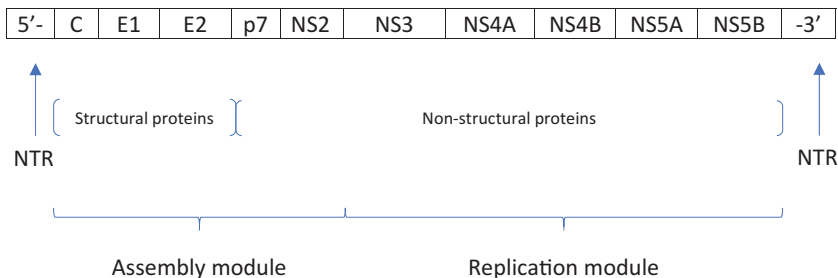 5’- C E1 E2 p7 NS2 NS3 NS4A NS4B NS5A NS5B -3’
Structural proteins Non-structural proteins
NTR NTR
Assembly module Replication module